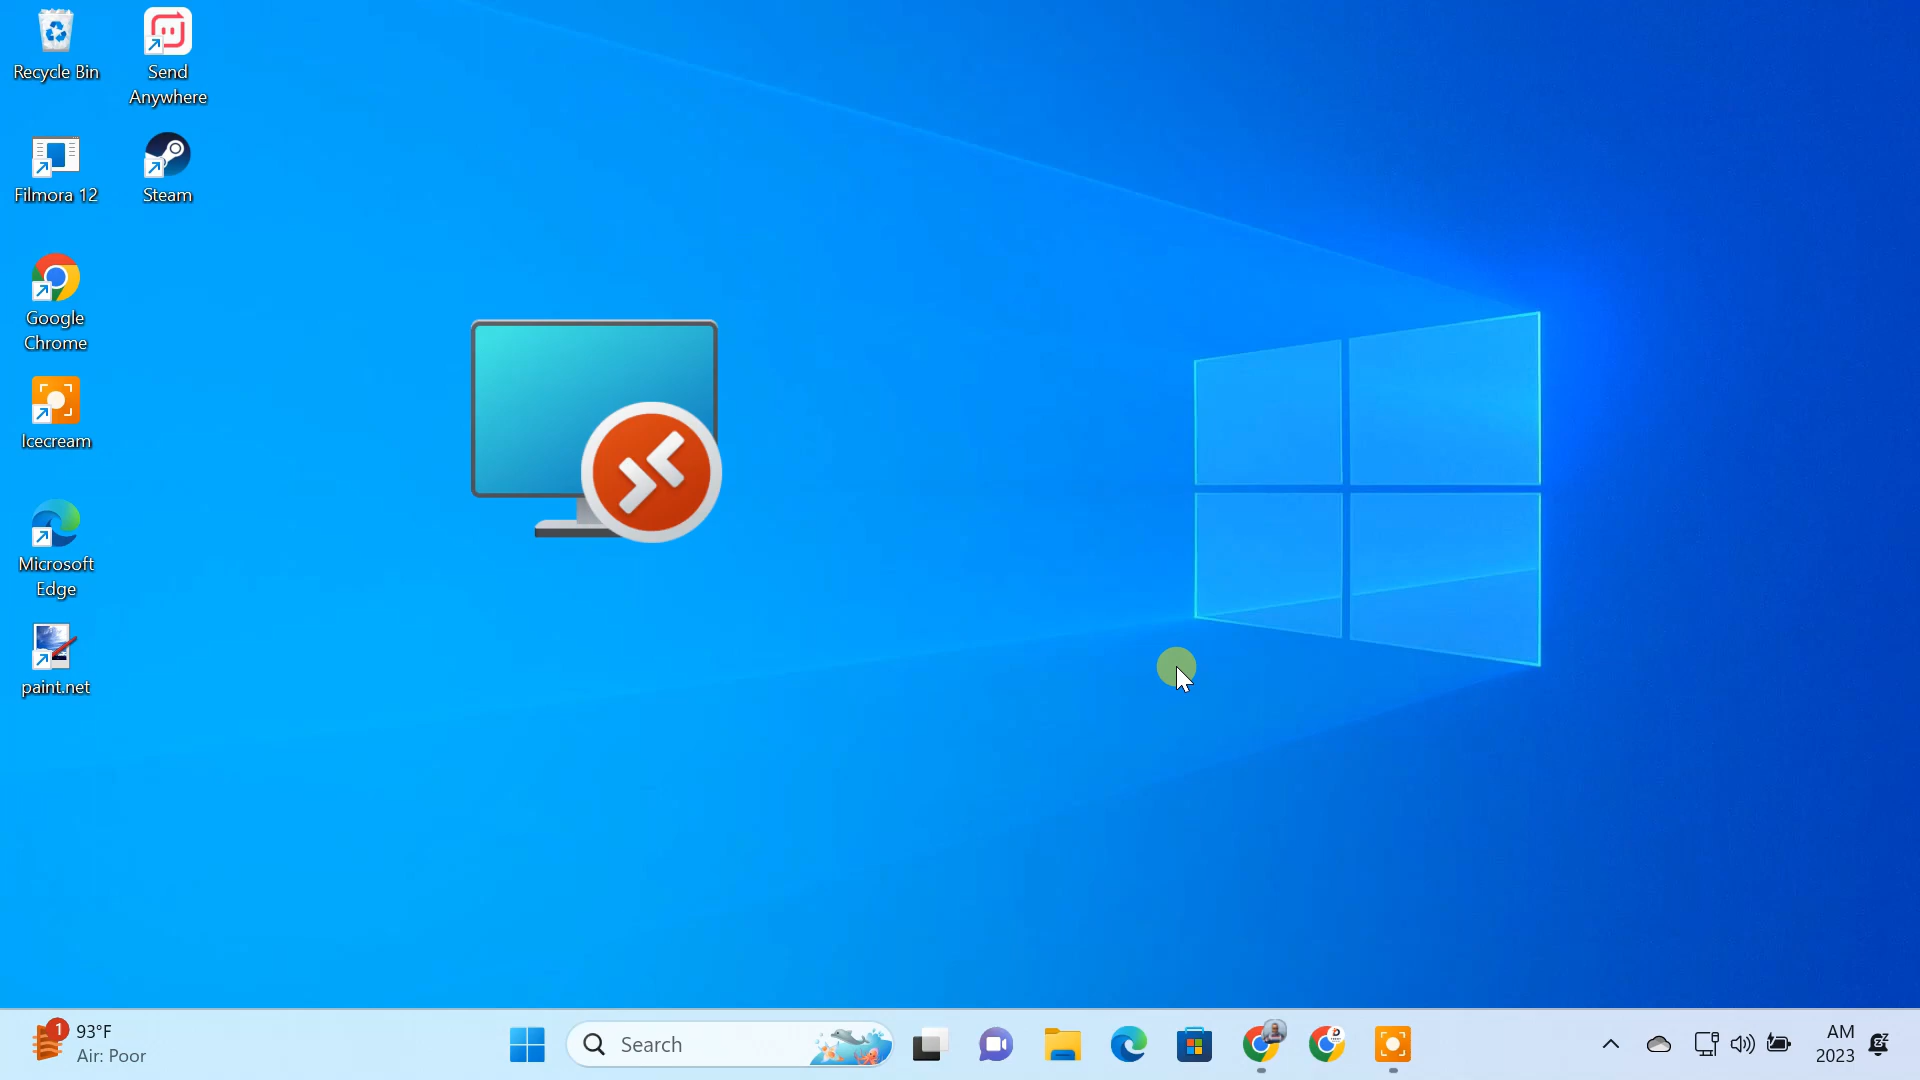 Recycle Bin
Send
Anywhere
Filmora 12
Steam
Google
Chrome
Icecream
Microsoft
Edge
paint.net
1
93°F
Air: Poor
Search
AM
2023